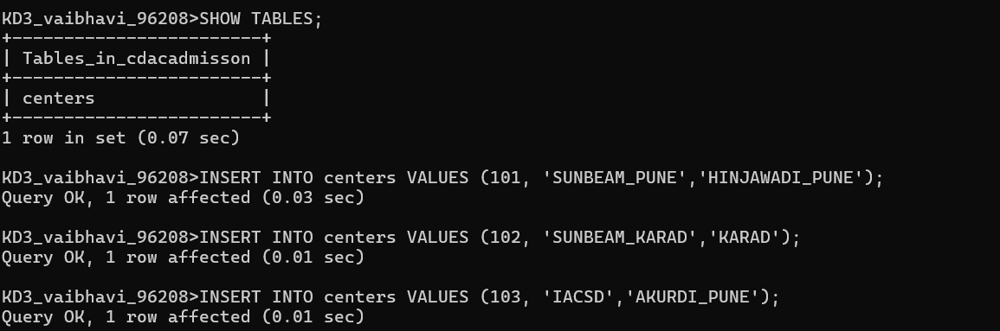 KD3_vaibhavi_96208>SHOW TABLES;
+------------------------+
| Tables_in_cdacadmisson |
+------------------------+
| centers                |
+------------------------+
1 row in set (0.07 sec)
KD3_vaibhavi_96208>INSERT INTO centers VALUES (101, 'SUNBEAM_PUNE','HINJAWADI_PUNE');
Query OK, 1 row affected (0.03 sec)
KD3_vaibhavi_96208>INSERT INTO centers VALUES (102, 'SUNBEAM_KARAD','KARAD');
Query OK, 1 row affected (0.01 sec)
KD3_vaibhavi_96208>INSERT INTO centers VALUES (103, 'IACSD','AKURDI_PUNE');
Query OK, 1 row affected (0.01 sec)